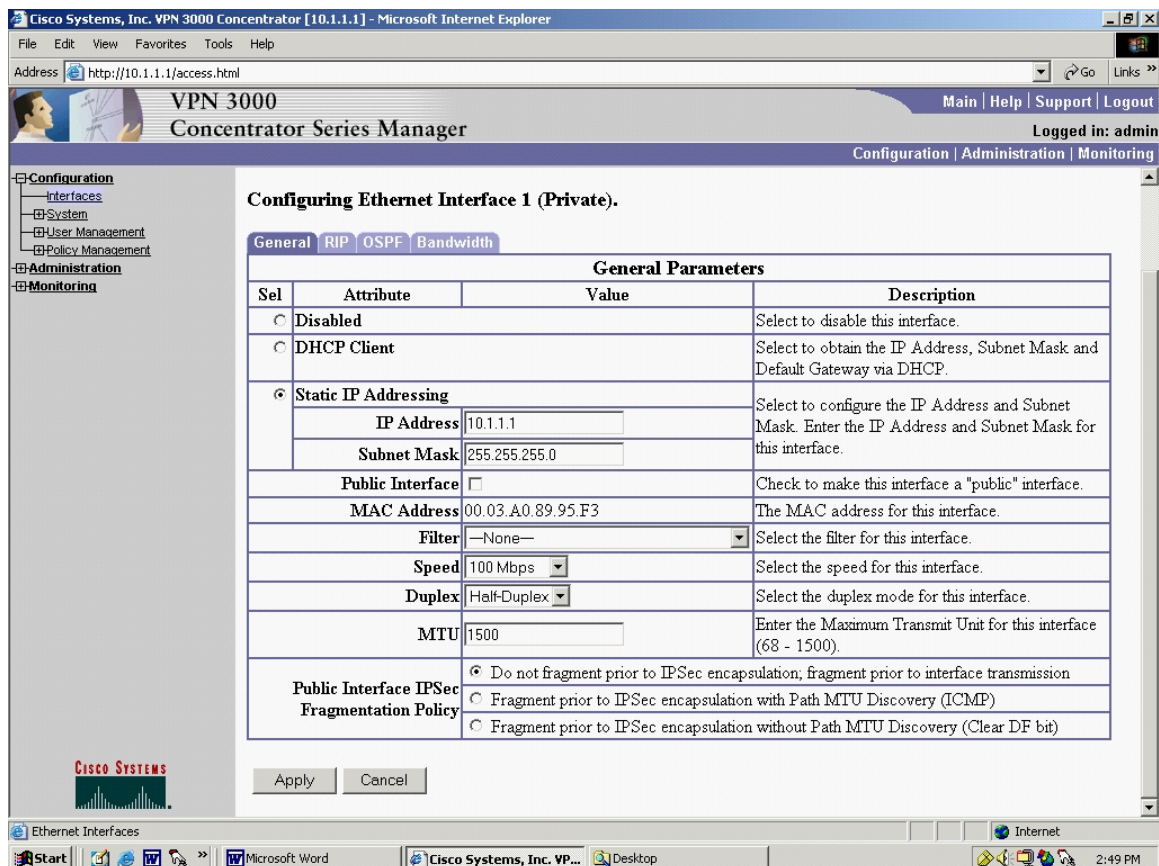 Cisco Systems, Inc. VPN 3000 Concentrator [10.1.1.1] - Microsoft Internet Explorer
File Edit View Favorites Tools Help
Address http://10.1.1.1/access.html Go Links »
VPN 3000
Concentrator Series Manager
Main | Help | Support | Logout
Logged in: admin
Configuration | Administration | Monitoring
Configuration
Interfaces
System
User Management
Policy Management
Administration
Monitoring
Configuring Ethernet Interface 1 (Private).
General RIP OSPF Bandwidth
General Parameters
Sel Attribute Value Description
Disabled Select to disable this interface.
DHCP Client Select to obtain the IP Address, Subnet Mask and
Default Gateway via DHCP.
Static IP Addressing
IP Address 10.1.1.1
Subnet Mask 255.255.255.0
Select to configure the IP Address and Subnet
Mask. Enter the IP Address and Subnet Mask for
this interface.
Public Interface Check to make this interface a "public" interface.
MAC Address 00.03.A0.89.95.F3 The MAC address for this interface.
Filter —None— Select the filter for this interface.
Speed 100 Mbps Select the speed for this interface.
Duplex Half-Duplex Select the duplex mode for this interface.
MTU 1500 Enter the Maximum Transmit Unit for this interface
(68 - 1500).
Public Interface IPSec
Fragmentation Policy
Do not fragment prior to IPSec encapsulation; fragment prior to interface transmission
Fragment prior to IPSec encapsulation with Path MTU Discovery (ICMP)
Fragment prior to IPSec encapsulation without Path MTU Discovery (Clear DF bit)
Apply Cancel
CISCO SYSTEMS
Ethernet Interfaces Internet
Start » Microsoft Word Cisco Systems, Inc. VP... Desktop 2:49 PM